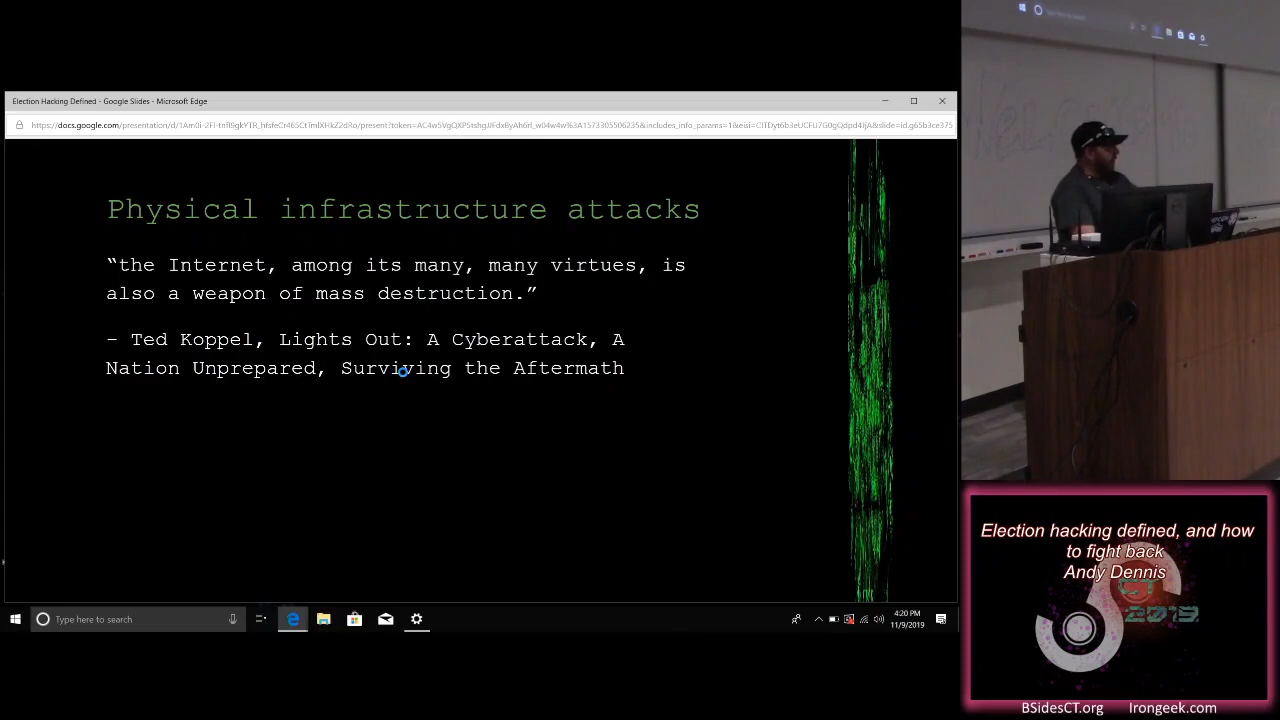 Election Hacking Defined - Google Slides - Microsoft Edge
Physical infrastructure attacks
“the Internet, among its many, many virtues, is
also a weapon of mass destruction.”
– Ted Koppel, Lights Out: A Cyberattack, A
Nation Unprepared, Surviving the Aftermath
Type here to search
4:20 PM
11/9/2019
Election hacking defined, and how
to fight back
Andy Dennis
CT
2019
BSidesCT.org Irongeek.com